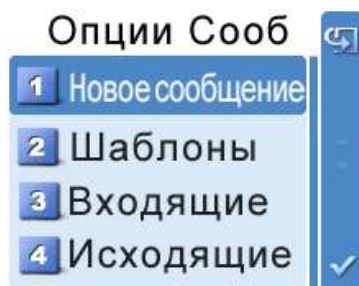 Опции Сооб
1 Новое сообщение
2 Шаблоны
3 Входящие
4 Исходящие